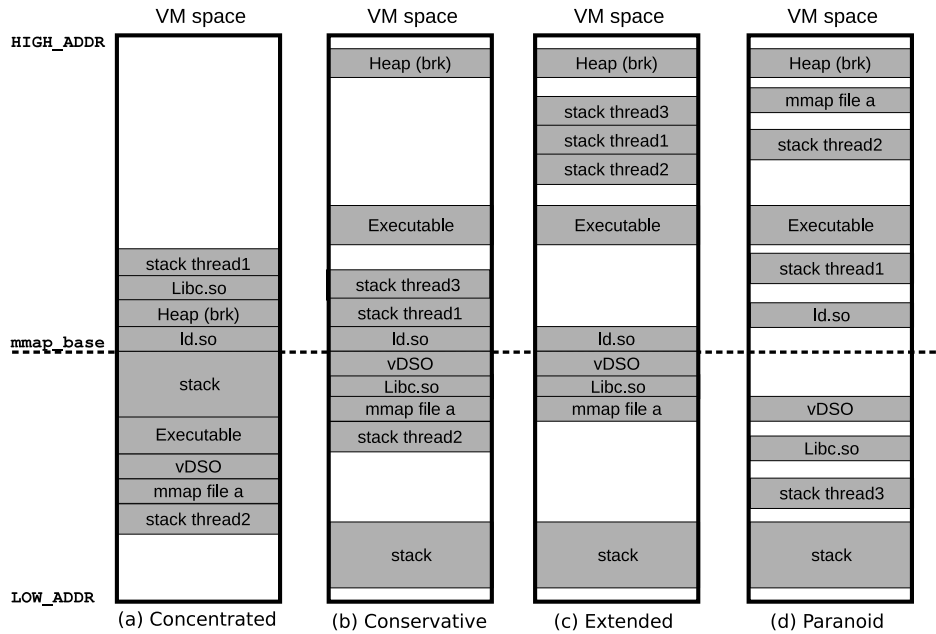 VM space
VM space
VM space
VM space
HIGH_ADDR
mmap_base
LOW_ADDR
stack thread1
Libc.so
Heap (brk)
ld.so
stack
Executable
vDSO
mmap file a
stack thread2
(a) Concentrated
Heap (brk)
Executable
stack thread3
stack thread1
ld.so
vDSO
Libc.so
mmap file a
stack thread2
stack
(b) Conservative
Heap (brk)
stack thread3
stack thread1
stack thread2
Executable
ld.so
vDSO
Libc.so
mmap file a
stack
(c) Extended
Heap (brk)
mmap file a
stack thread2
Executable
stack thread1
ld.so
vDSO
Libc.so
stack thread3
stack
(d) Paranoid